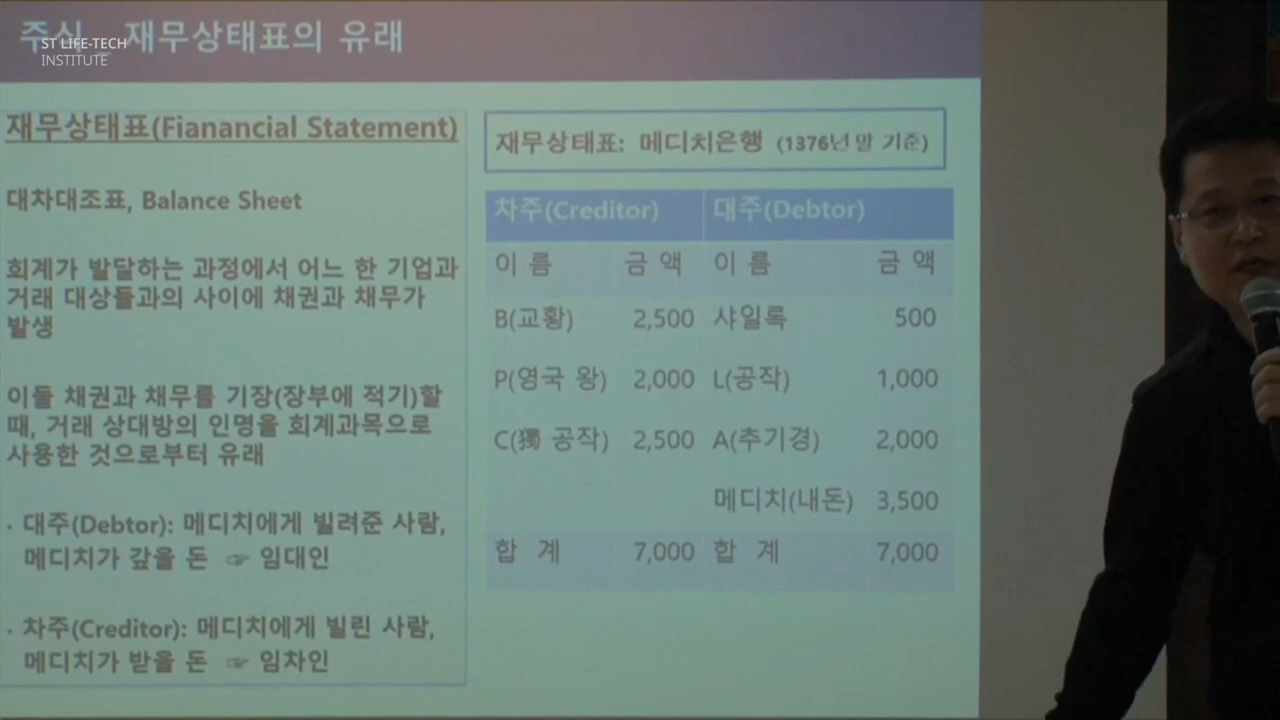 주식 - 재무상태표의 유래
ST LIFE-TECH
INSTITUTE
재무상태표(Fianancial Statement)
대차대조표, Balance Sheet
회계가 발달하는 과정에서 어느 한 기업과
거래 대상들과의 사이에 채권과 채무가
발생
이들 채권과 채무를 기장(장부에 적기)할
때, 거래 상대방의 인명을 회계과목으로
사용한 것으로부터 유래
· 대주(Debtor): 메디치에게 빌려준 사람,
메디치가 갚을 돈 ☞ 임대인
· 차주(Creditor): 메디치에게 빌린 사람,
메디치가 받을 돈 ☞ 임차인
재무상태표: 메디치은행 (1376년 말 기준)
차주(Creditor) 대주(Debtor)
이 름 금 액 이 름 금 액
B(교황) 2,500 샤일록 500
P(영국 왕) 2,000 L(공작) 1,000
C(獨 공작) 2,500 A(추기경) 2,000
메디치(내돈) 3,500
합 계 7,000 합 계 7,000